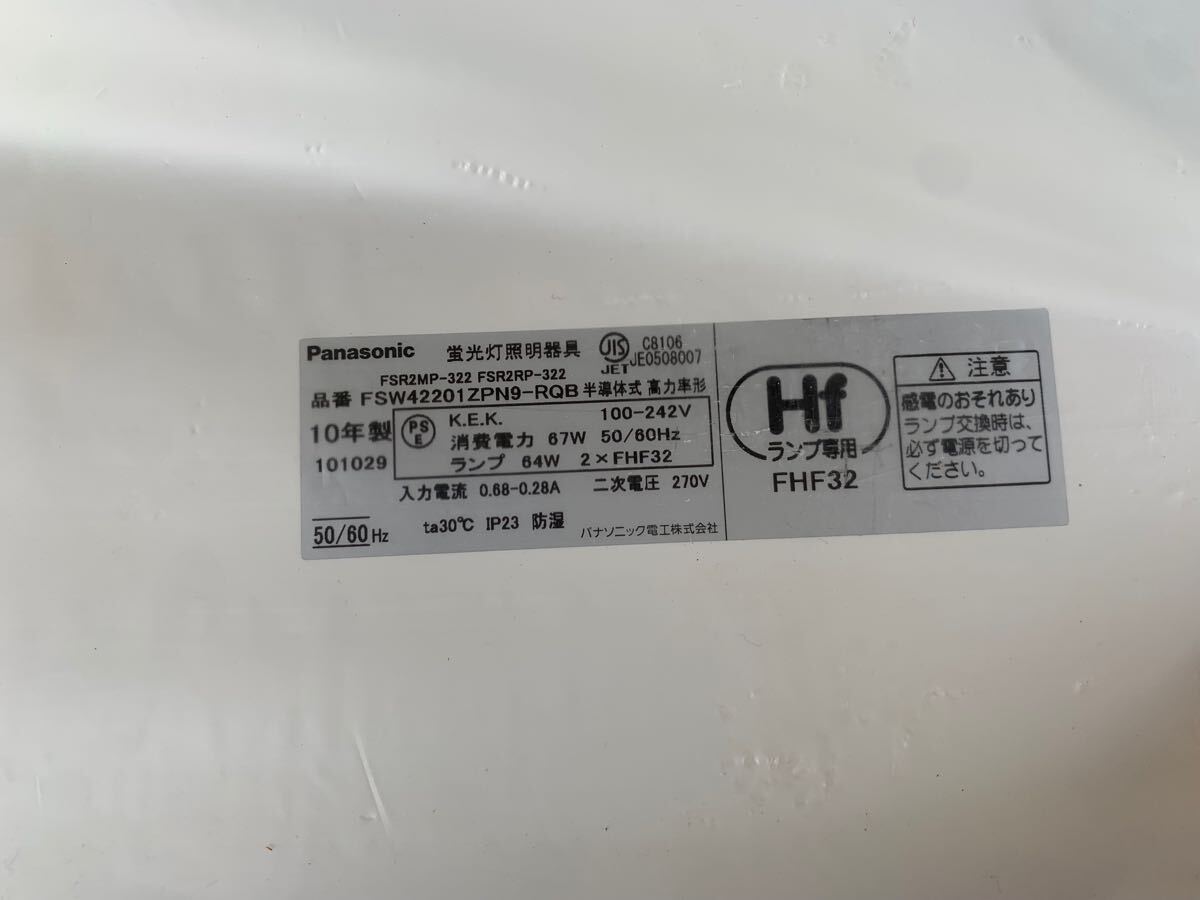 Panasonic 蛍光灯照明器具 JIS JET C8106 JE0508007
FSR2MP-322 FSR2RP-322
品番 FSW42201ZPN9-RQB 半導体式 高力率形
10年製
101029
PSE K.E.K. 100-242V
消費電力 67W 50/60Hz
ランプ 64W 2×FHF32
入力電流 0.68-0.28A 二次電圧 270V
50/60Hz ta30℃ IP23 防湿 パナソニック電工株式会社
Hf
ランプ専用
FHF32
注意
感電のおそれあり
ランプ交換時は、
必ず電源を切って
ください。